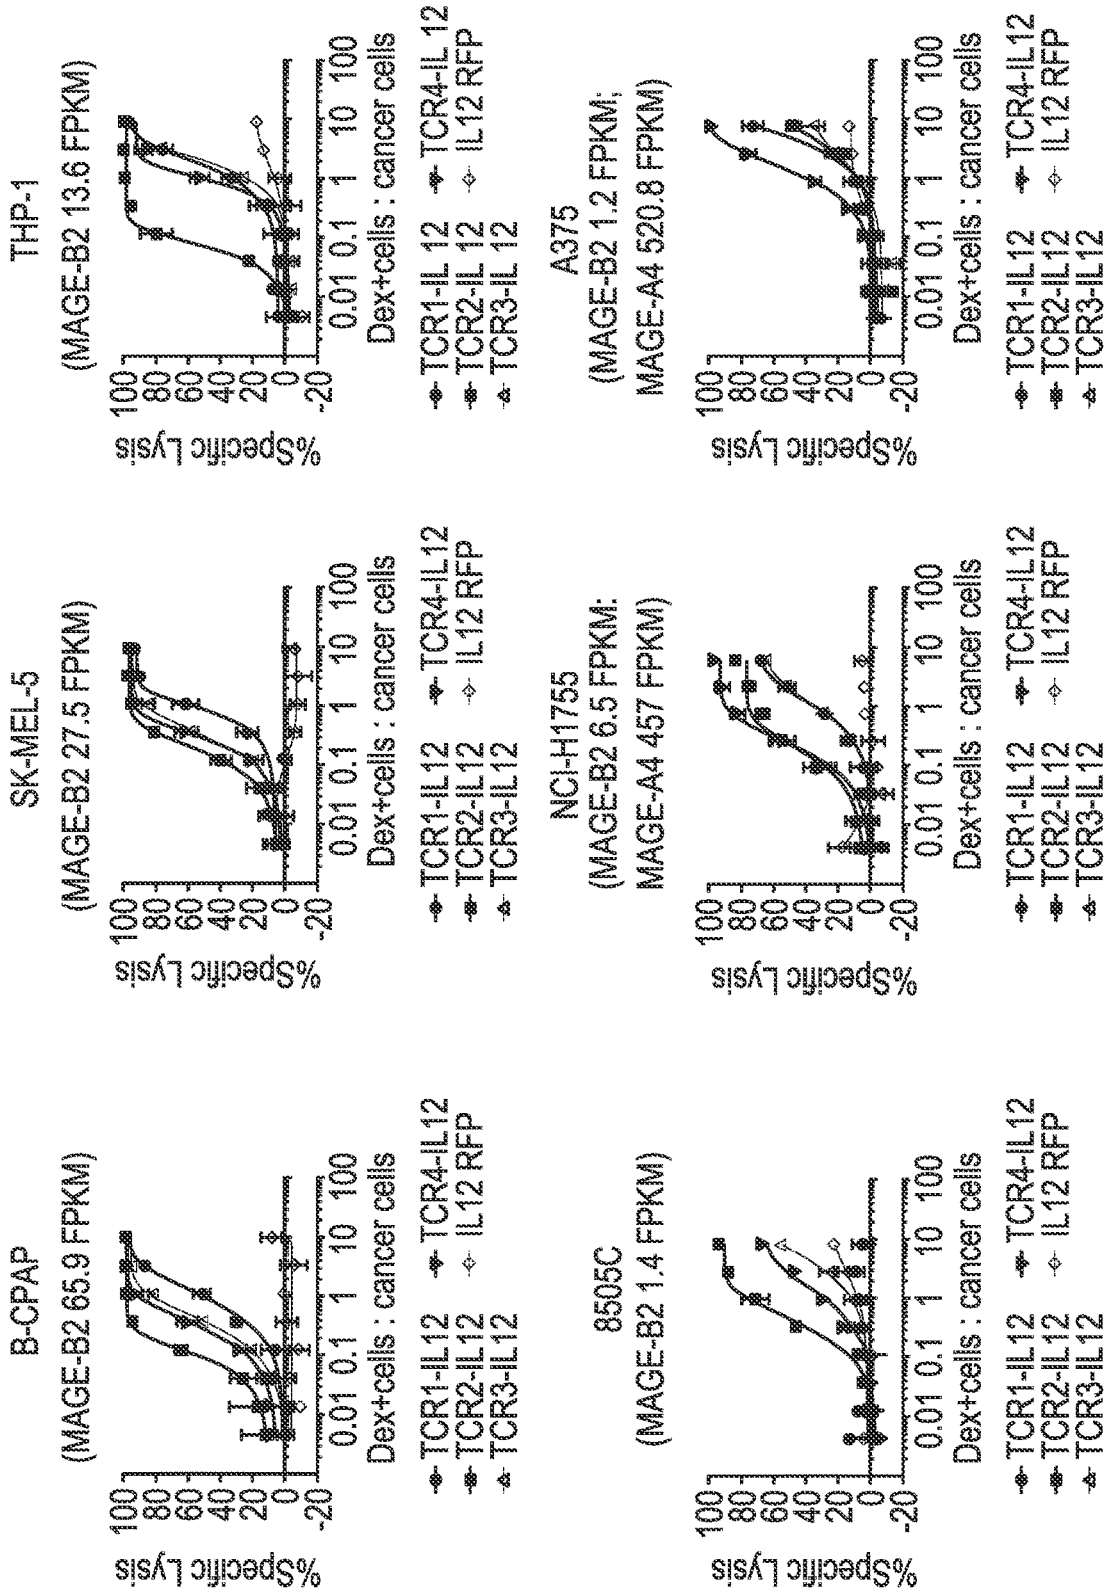 B-CPAP
(MAGE-B2 65.9 FPKM)
%Specific Lysis
100
80
60
40
20
0
-20
0.01 0.1 1 10 100
Dex+cells : cancer cells
TCR1-IL12 TCR4-IL12
TCR2-IL12 IL12 RFP
TCR3-IL12
SK-MEL-5
(MAGE-B2 27.5 FPKM)
%Specific Lysis
100
80
60
40
20
0
-20
0.01 0.1 1 10 100
Dex+cells : cancer cells
TCR1-IL12 TCR4-IL12
TCR2-IL12 IL12 RFP
TCR3-IL12
THP-1
(MAGE-B2 13.6 FPKM)
%Specific Lysis
100
80
60
40
20
0
-20
0.01 0.1 1 10 100
Dex+cells : cancer cells
TCR1-IL 12 TCR4-IL 12
TCR2-IL 12 IL12 RFP
TCR3-IL 12
8505C
(MAGE-B2 1.4 FPKM)
%Specific Lysis
100
80
60
40
20
0
-20
0.01 0.1 1 10 100
Dex+cells : cancer cells
TCR1-IL12 TCR4-IL12
TCR2-IL12 IL12 RFP
TCR3-IL12
NCI-H1755
(MAGE-B2 6.5 FPKM:
MAGE-A4 457 FPKM)
%Specific Lysis
100
80
60
40
20
0
-20
0.01 0.1 1 10 100
Dex+cells : cancer cells
TCR1-IL12 TCR4-IL12
TCR2-IL12 IL12 RFP
TCR3-IL12
A375
(MAGE-B2 1.2 FPKM;
MAGE-A4 520.8 FPKM)
%Specific Lysis
100
80
60
40
20
0
-20
0.01 0.1 1 10 100
Dex+cells : cancer cells
TCR1-IL12 TCR4-IL12
TCR2-IL12 IL12 RFP
TCR3-IL12